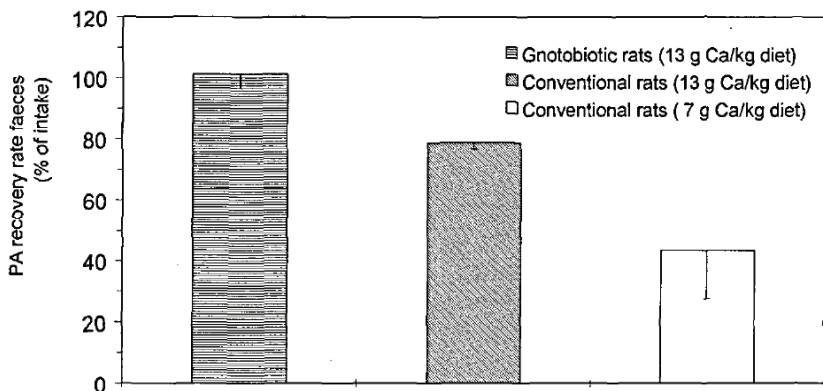 PA recovery rate faeces
(% of intake)
120
100
80
60
40
20
0
Gnotobiotic rats (13 g Ca/kg diet)
Conventional rats (13 g Ca/kg diet)
Conventional rats ( 7 g Ca/kg diet)